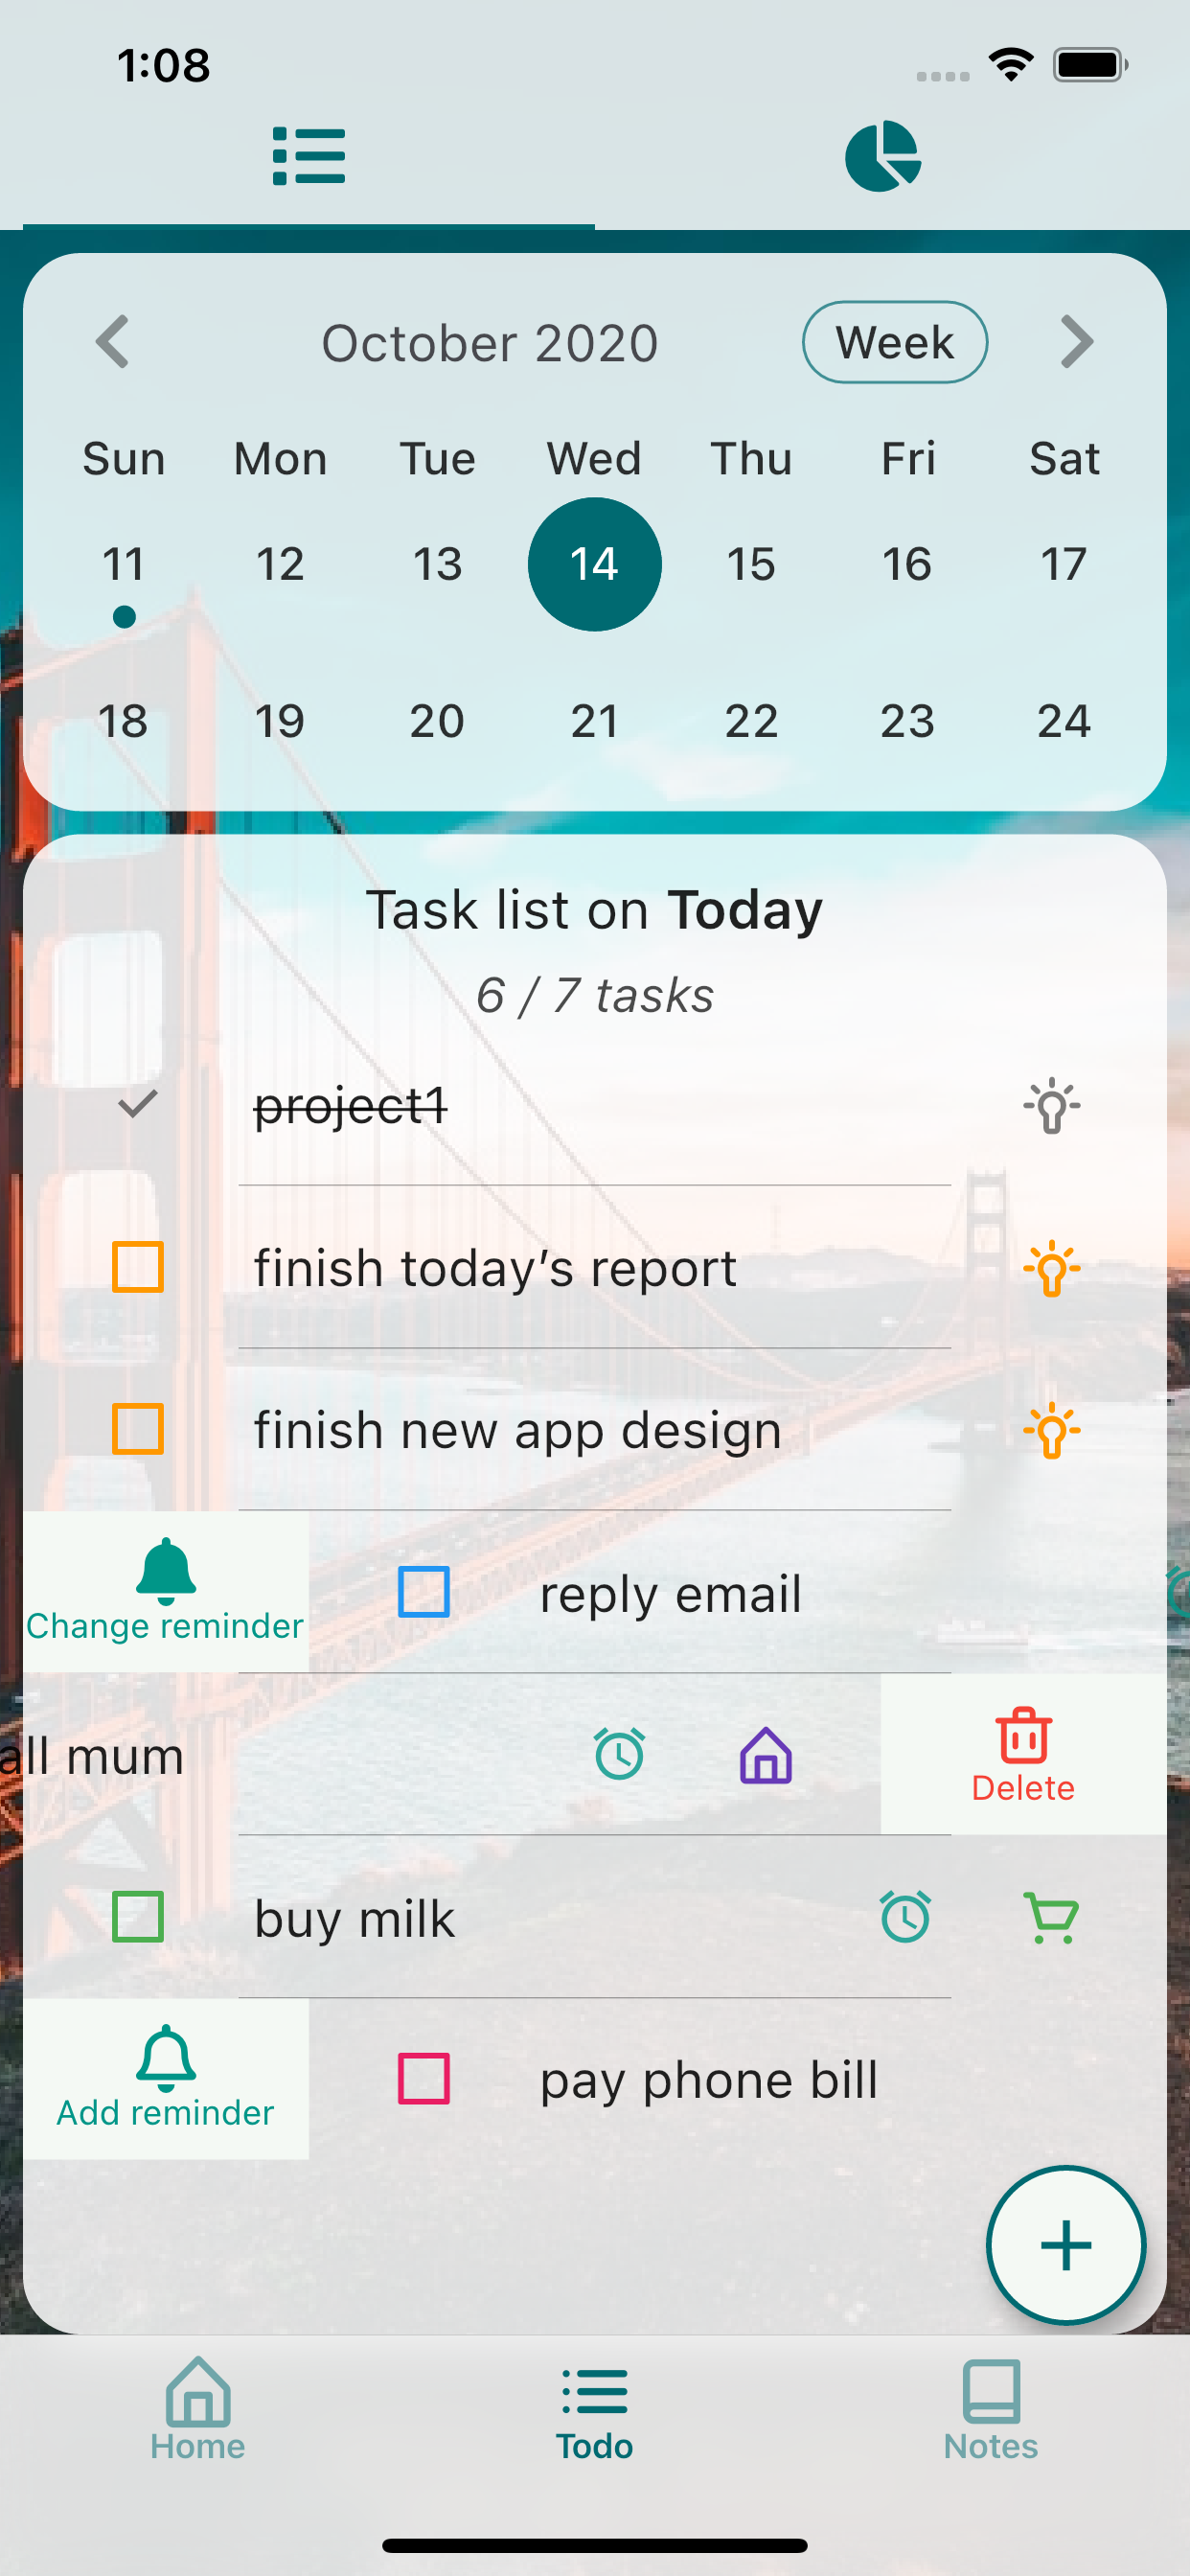 1:08
October 2020
Week
Sun Mon Tue Wed Thu Fri Sat
11 12 13 14 15 16 17
18 19 20 21 22 23 24
Task list on Today
6 / 7 tasks
project1
finish today’s report
finish new app design
Change reminder
reply email
all mum
Delete
buy milk
Add reminder
pay phone bill
Home
Todo
Notes